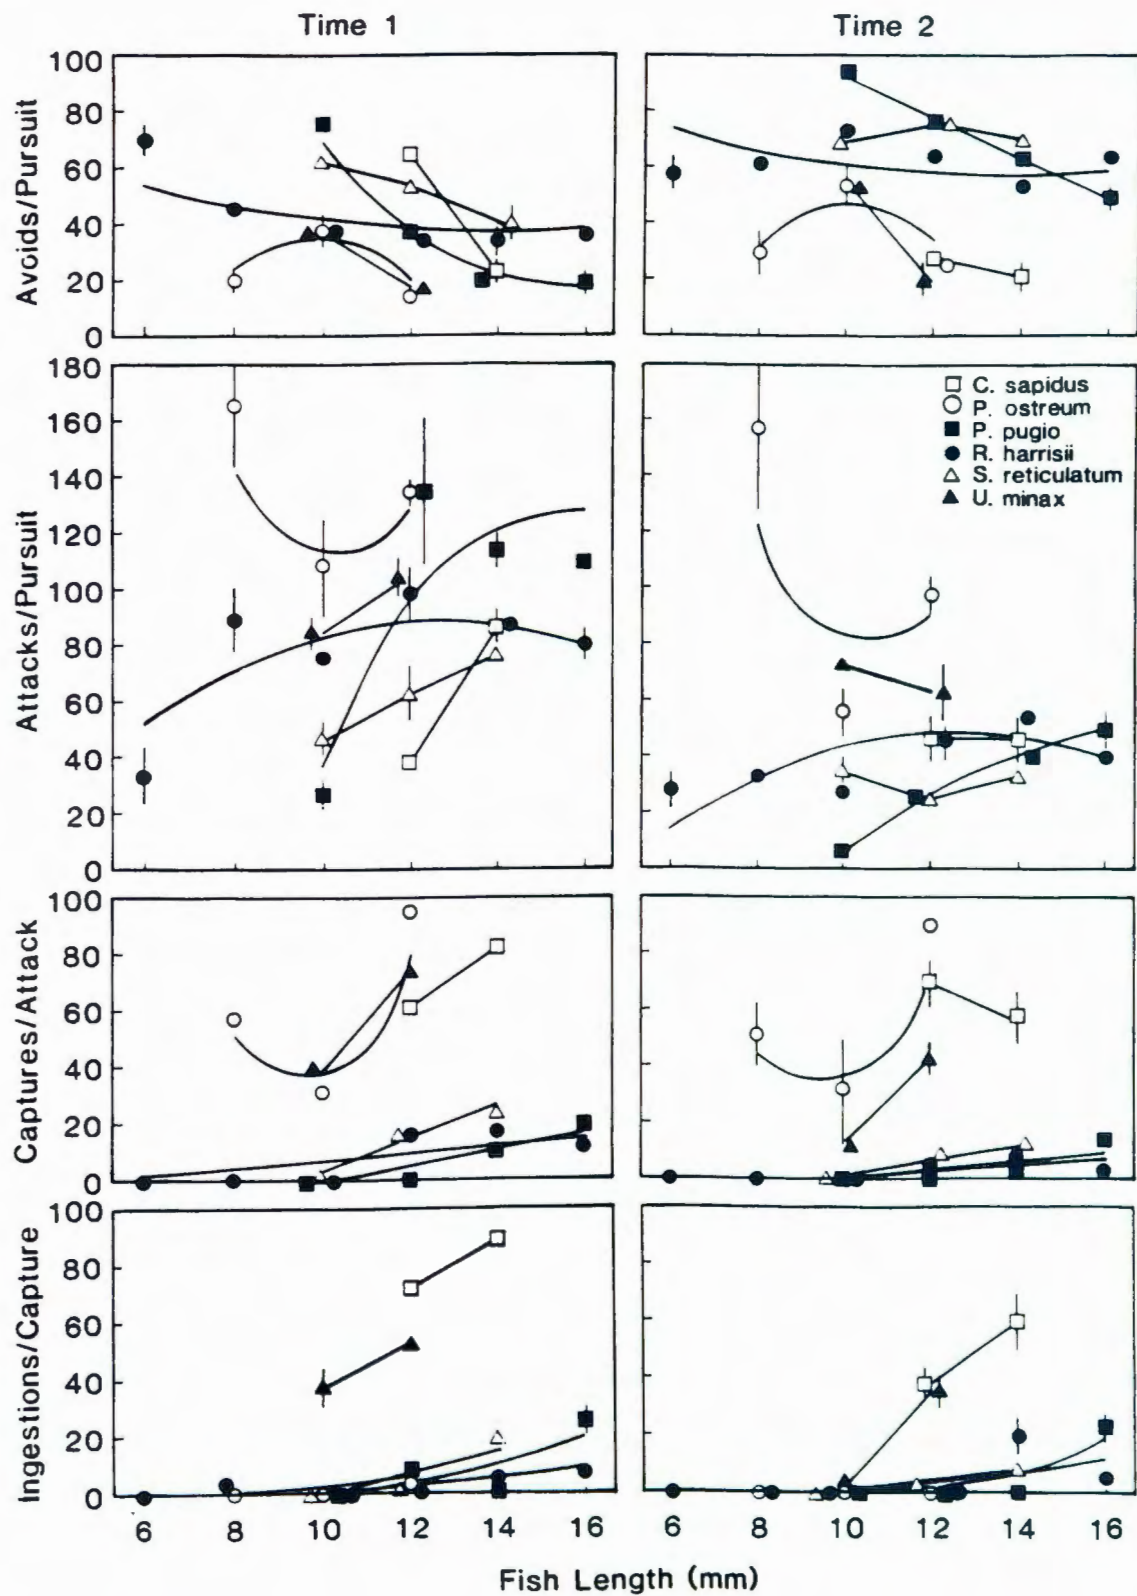 Time 1
Time 2
Avoids/Pursuit
100
80
60
40
20
0
Attacks/Pursuit
180
160
140
120
100
80
60
40
20
0
C. sapidus
P. ostreum
P. pugio
R. harrisii
S. reticulatum
U. minax
Captures/Attack
100
80
60
40
20
0
Ingestions/Capture
100
80
60
40
20
0
6 8 10 12 14 16
6 8 10 12 14 16
Fish Length (mm)